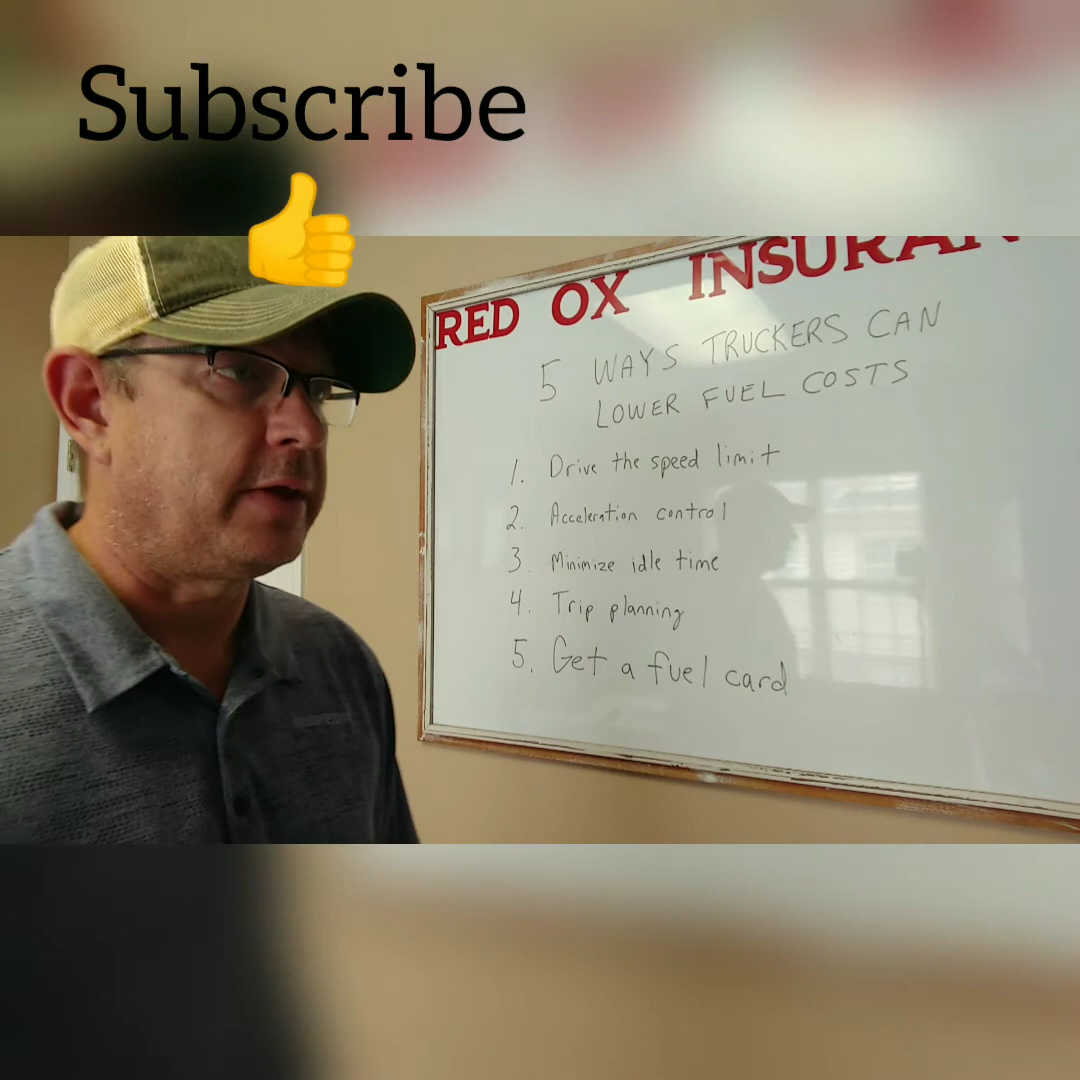 Subscribe
RED OX INSURAN
5 WAYS TRUCKERS CAN
LOWER FUEL COSTS
1. Drive the speed limit
2. Acceleration control
3. Minimize idle time
4. Trip planning
5. Get a fuel card